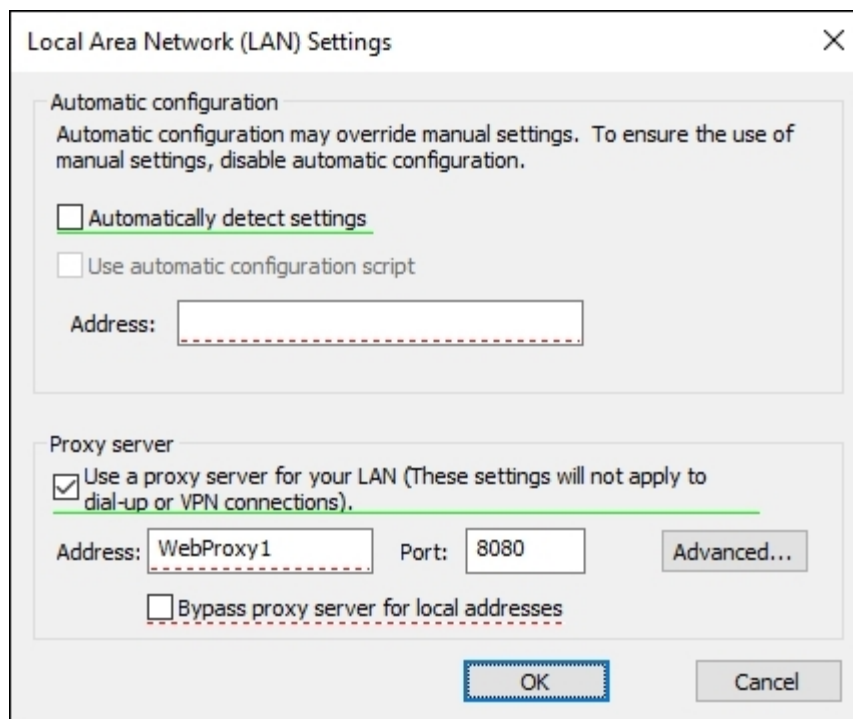 Local Area Network (LAN) Settings
Automatic configuration
Automatic configuration may override manual settings.  To ensure the use of
manual settings, disable automatic configuration.
Automatically detect settings
Use automatic configuration script
Address:
Proxy server
Use a proxy server for your LAN (These settings will not apply to
dial-up or VPN connections).
Address: WebProxy1 Port: 8080 Advanced...
Bypass proxy server for local addresses
OK Cancel